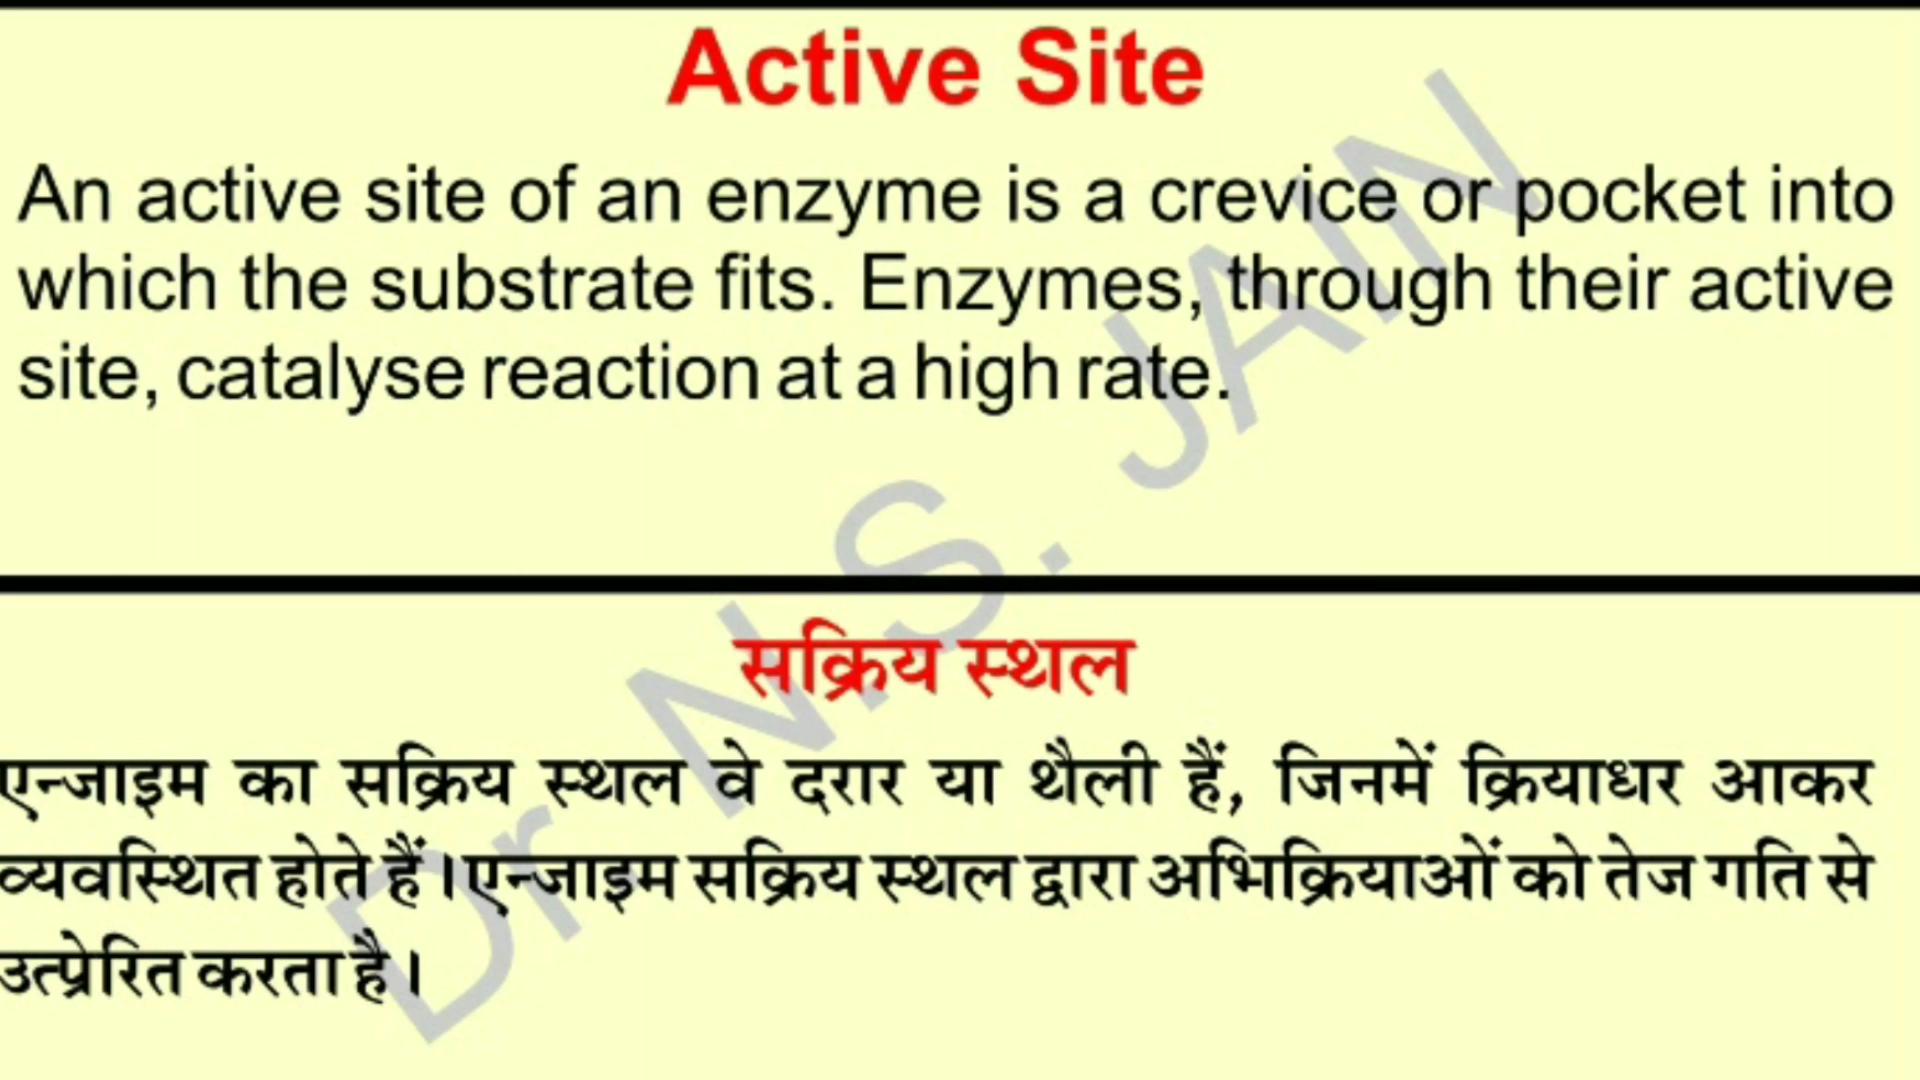 Active Site
An active site of an enzyme is a crevice or pocket into
which the substrate fits. Enzymes, through their active
site, catalyse reaction at a high rate.
सक्रिय स्थल
एन्जाइम का सक्रिय स्थल वे दरार या थैली हैं, जिनमें क्रियाधर आकर
व्यवस्थित होते हैं। एन्जाइम सक्रिय स्थल द्वारा अभिक्रियाओं को तेज गति से
उत्प्रेरित करता है।
Dr N.S. JAIN